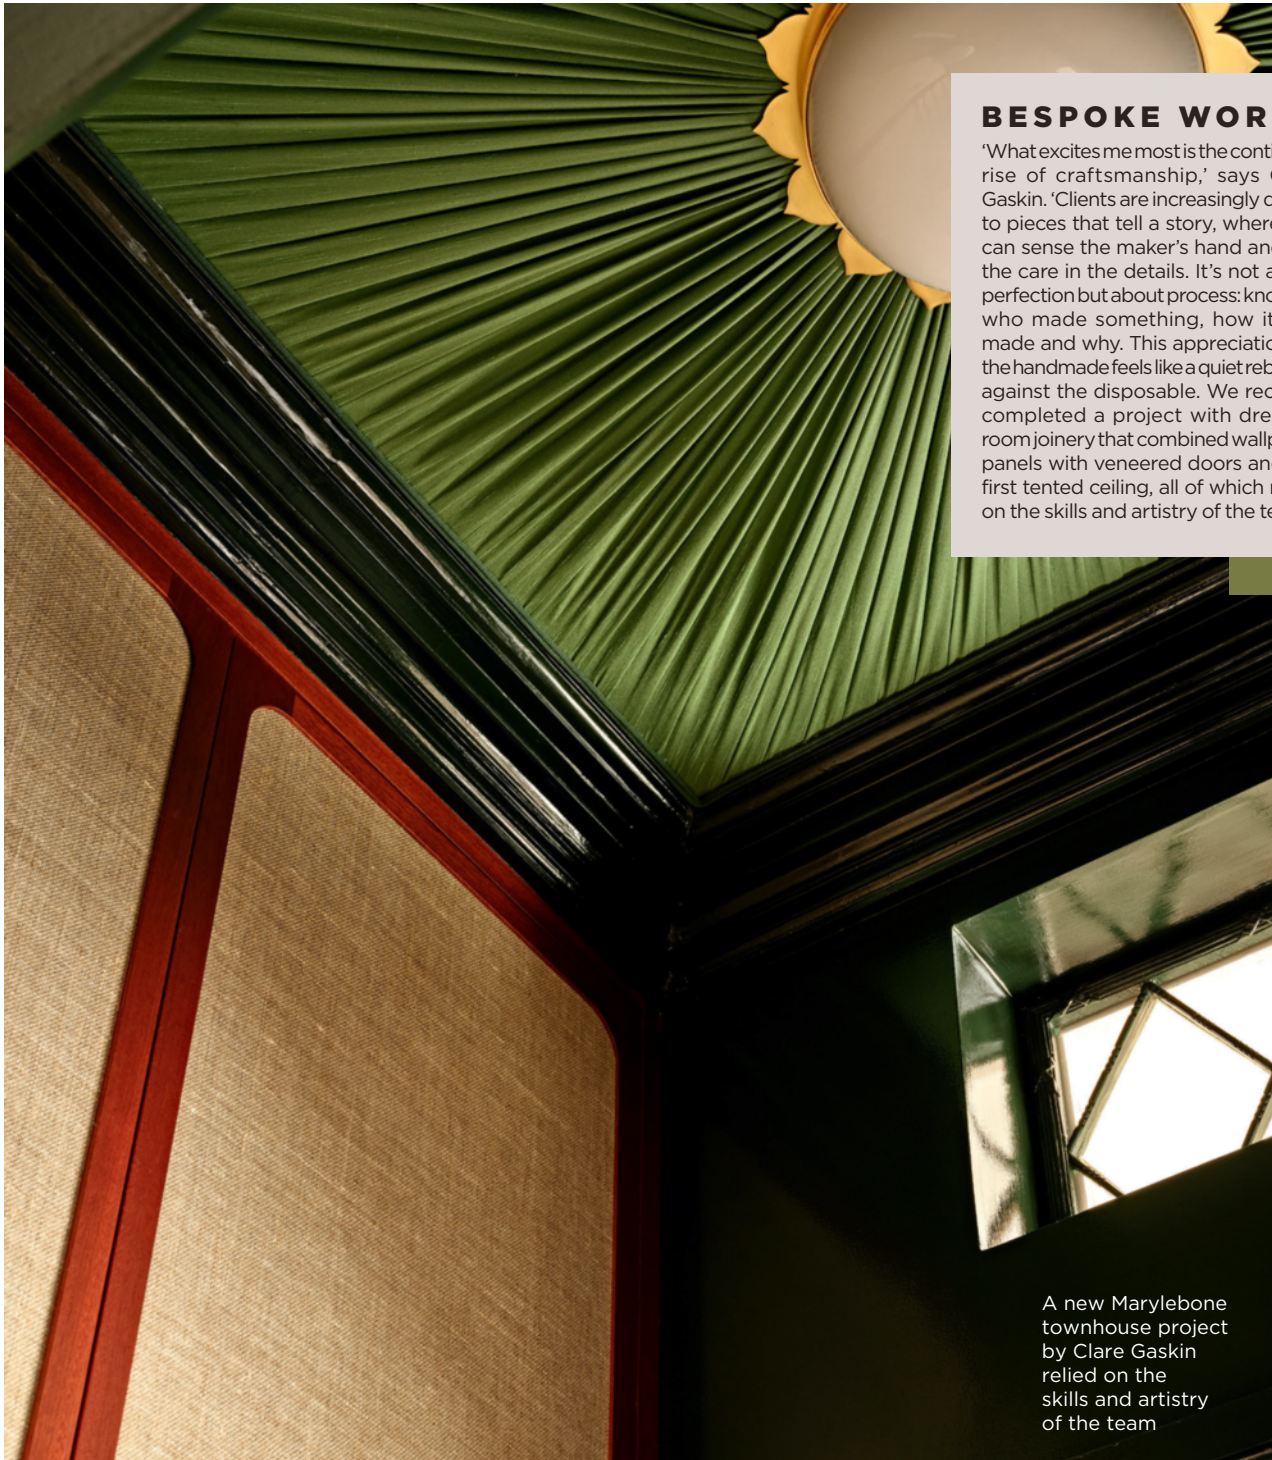 BESPOKE WOR
‘What excites me most is the conti
rise of craftsmanship,’ says
Gaskin. ‘Clients are increasingly
to pieces that tell a story, where
can sense the maker’s hand and
the care in the details. It’s not a
perfection but about process: kno
who made something, how it
made and why. This appreciatio
the handmade feels like a quiet reb
against the disposable. We rec
completed a project with dre
room joinery that combined wallp
panels with veneered doors and
first tented ceiling, all of which
on the skills and artistry of the te
A new Marylebone
townhouse project
by Clare Gaskin
relied on the
skills and artistry
of the team